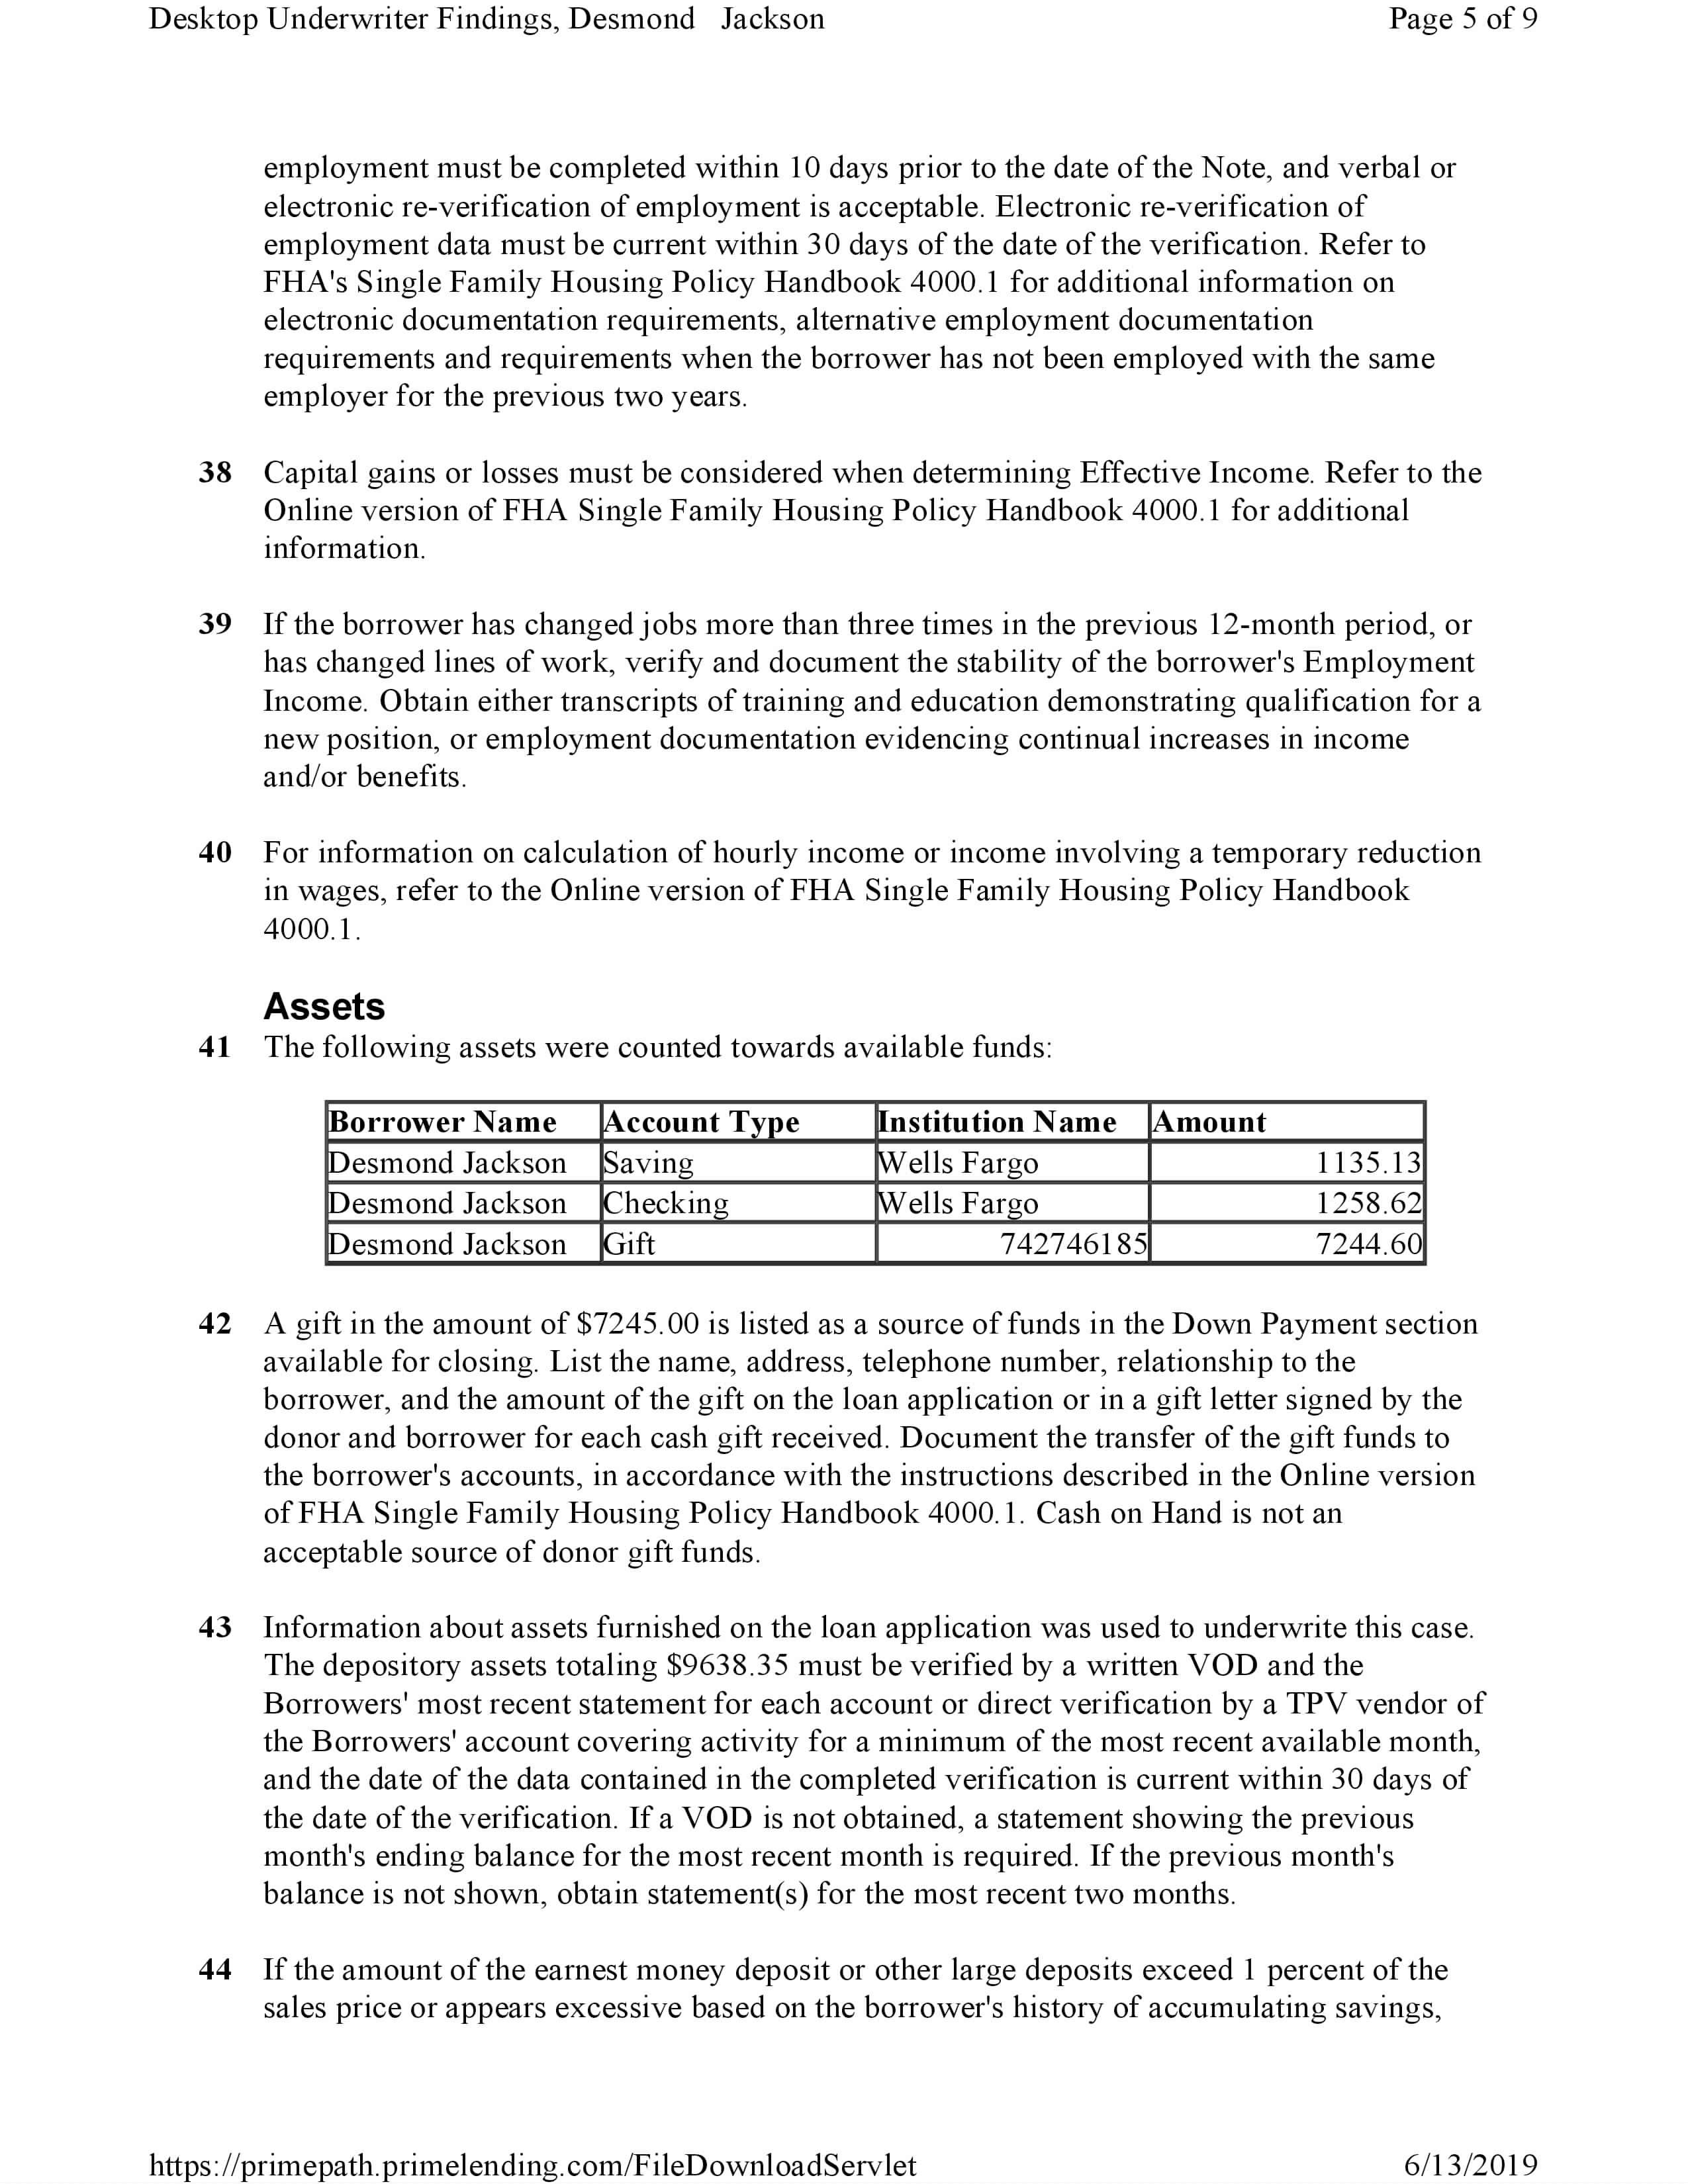 Desktop Underwriter Findings, Desmond Jackson Page 5 of 9
employment must be completed within 10 days prior to the date of the Note, and verbal or
electronic re-verification of employment is acceptable. Electronic re-verification of
employment data must be current within 30 days of the date of the verification. Refer to
FHA's Single Family Housing Policy Handbook 4000.1 for additional information on
electronic documentation requirements, alternative employment documentation
requirements and requirements when the borrower has not been employed with the same
employer for the previous two years.
38 Capital gains or losses must be considered when determining Effective Income. Refer to the
Online version of FHA Single Family Housing Policy Handbook 4000.1 for additional
information.
39 If the borrower has changed jobs more than three times in the previous 12-month period, or
has changed lines of work, verify and document the stability of the borrower's Employment
Income. Obtain either transcripts of training and education demonstrating qualification for a
new position, or employment documentation evidencing continual increases in income
and/or benefits.
40 For information on calculation of hourly income or income involving a temporary reduction
in wages, refer to the Online version of FHA Single Family Housing Policy Handbook
4000.1.
Assets
41 The following assets were counted towards available funds:
Borrower Name Account Type Institution Name Amount
Desmond Jackson Saving Wells Fargo 1135.13
Desmond Jackson Checking Wells Fargo 1258.62
Desmond Jackson Gift 742746185 7244.60
42 A gift in the amount of $7245.00 is listed as a source of funds in the Down Payment section
available for closing. List the name, address, telephone number, relationship to the
borrower, and the amount of the gift on the loan application or in a gift letter signed by the
donor and borrower for each cash gift received. Document the transfer of the gift funds to
the borrower's accounts, in accordance with the instructions described in the Online version
of FHA Single Family Housing Policy Handbook 4000.1. Cash on Hand is not an
acceptable source of donor gift funds.
43 Information about assets furnished on the loan application was used to underwrite this case.
The depository assets totaling $9638.35 must be verified by a written VOD and the
Borrowers' most recent statement for each account or direct verification by a TPV vendor of
the Borrowers' account covering activity for a minimum of the most recent available month,
and the date of the data contained in the completed verification is current within 30 days of
the date of the verification. If a VOD is not obtained, a statement showing the previous
month's ending balance for the most recent month is required. If the previous month's
balance is not shown, obtain statement(s) for the most recent two months.
44 If the amount of the earnest money deposit or other large deposits exceed 1 percent of the
sales price or appears excessive based on the borrower's history of accumulating savings,
https://primepath.primelending.com/FileDownloadServlet 6/13/2019